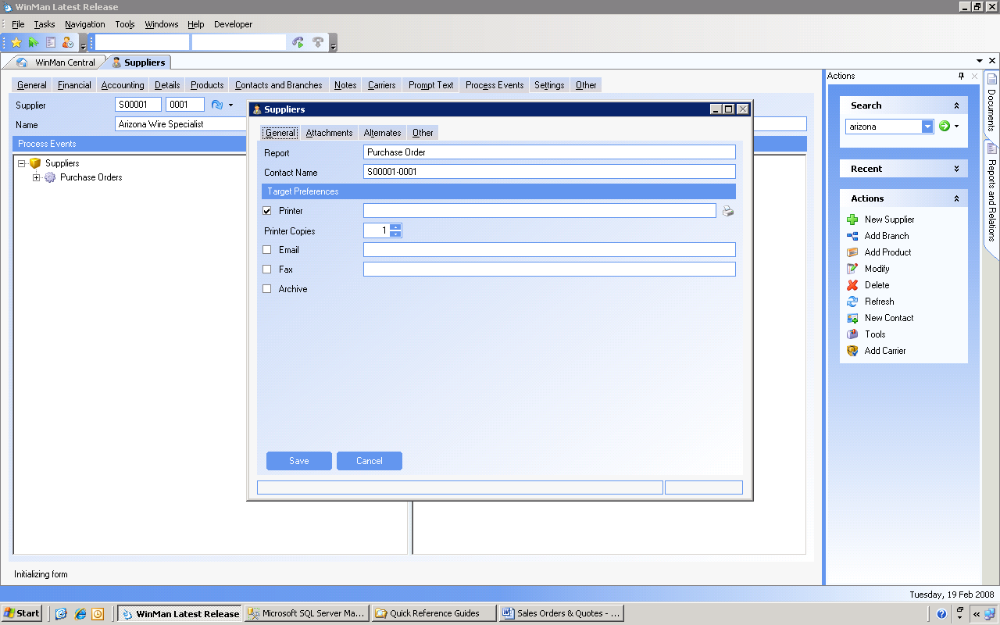 WinMan Latest Release
File Tasks Navigation Tools Windows Help Developer
WinMan Central Suppliers
General Financial Accounting Details Products Contacts and Branches Notes Carriers Prompt Text Process Events Settings Other
Supplier S00001 0001
Name Arizona Wire Specialist
Process Events
Suppliers
Purchase Orders
Suppliers
General Attachments Alternates Other
Report Purchase Order
Contact Name S00001-0001
Target Preferences
Printer
Printer Copies 1
Email
Fax
Archive
Save Cancel
Actions
Search
arizona
Recent
Actions
New Supplier
Add Branch
Add Product
Modify
Delete
Refresh
New Contact
Tools
Add Carrier
Documents
Reports and Relations
Initializing form
Tuesday, 19 Feb 2008
Start WinMan Latest Release Microsoft SQL Server Ma... Quick Reference Guides Sales Orders & Quotes - ...